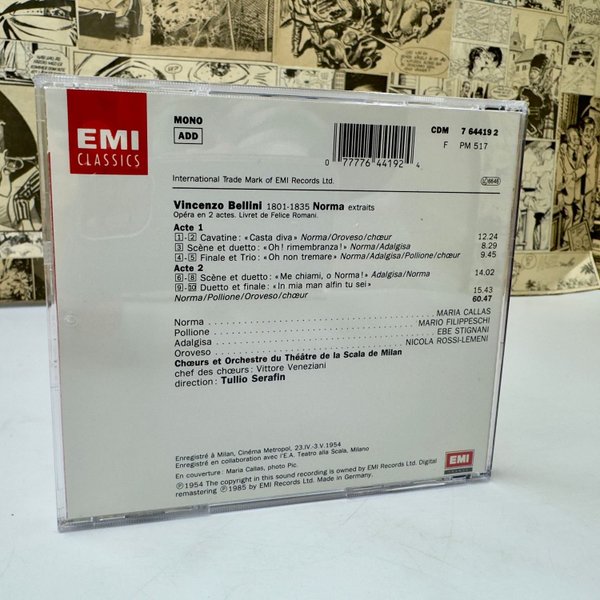 EMI
CLASSICS
MONO
ADD
0 77776 44192 4
CDM 7 64419 2
F PM 517
International Trade Mark of EMI Records Ltd.
Vincenzo Bellini 1801-1835 Norma extraits
Opéra en 2 actes. Livret de Felice Romani.
Acte 1
1-2 Cavatine: «Casta diva» Norma/Oroveso/chœur 12.24
3 Scène et duetto: «Oh! rimembranza!» Norma/Adalgisa 8.29
4-5 Finale et Trio: «Oh non tremare» Norma/Adalgisa/Pollione/chœur 9.45
Acte 2
6-8 Scène et duetto: «Me chiami, o Norma!» Adalgisa/Norma 14.02
9-10 Duetto et finale: «In mia man alfin tu sei» 15.43
Norma/Pollione/Oroveso/chœur 60.47
Norma MARIA CALLAS
Pollione MARIO FILIPPESCHI
Adalgisa EBE STIGNANI
Oroveso NICOLA ROSSI-LEMENI
Chœurs et Orchestre du Théâtre de la Scala de Milan
chef des chœurs: Vittore Veneziani
direction: Tullio Serafin
Enregistré à Milan, Cinéma Metropol, 23.IV.-3.V.1954
Enregistré en collaboration avec l'E.A. Teatro alla Scala, Milano
En couverture: Maria Callas, photo Pic.
℗1954 The copyright in this sound recording is owned by EMI Records Ltd. Digital
remastering ℗1985 by EMI Records Ltd. Made in Germany.
EMI